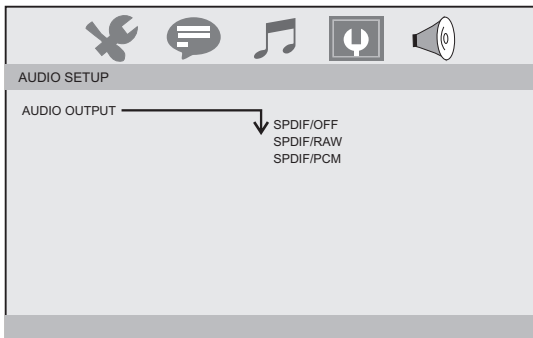 AUDIO SETUP
AUDIO OUTPUT
SPDIF/OFF
SPDIF/RAW
SPDIF/PCM